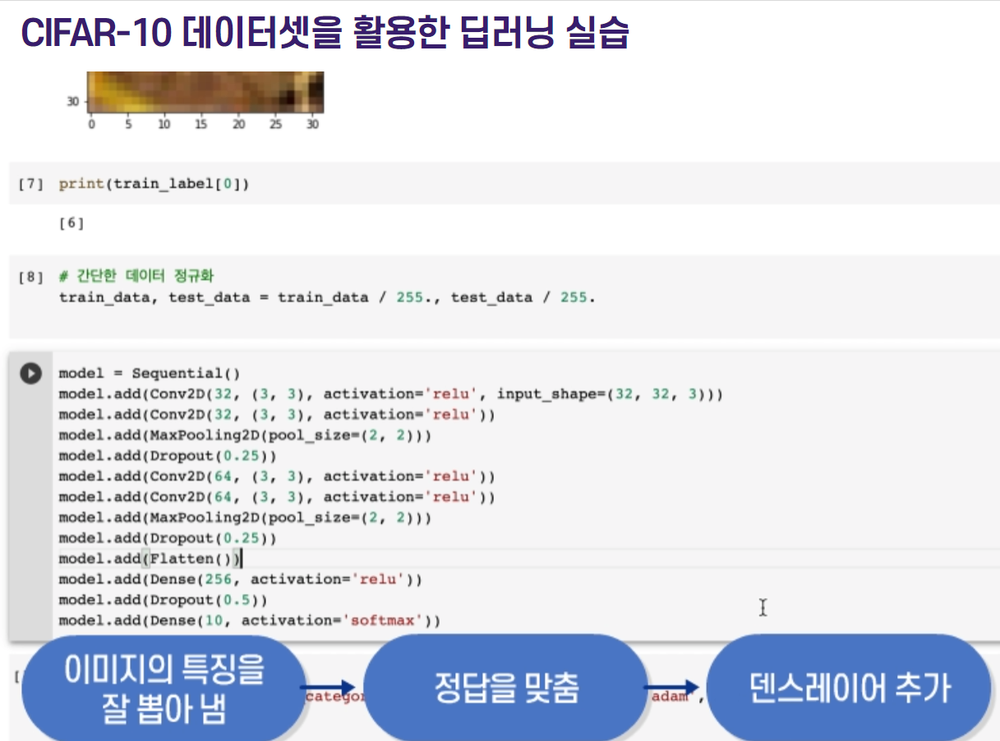 CIFAR-10 데이터셋을 활용한 딥러닝 실습
30
0 5 10 15 20 25 30
[7] print(train_label[0])
[6]
[8] # 간단한 데이터 정규화
train_data, test_data = train_data / 255., test_data / 255.
model = Sequential()
model.add(Conv2D(32, (3, 3), activation='relu', input_shape=(32, 32, 3)))
model.add(Conv2D(32, (3, 3), activation='relu'))
model.add(MaxPooling2D(pool_size=(2, 2)))
model.add(Dropout(0.25))
model.add(Conv2D(64, (3, 3), activation='relu'))
model.add(Conv2D(64, (3, 3), activation='relu'))
model.add(MaxPooling2D(pool_size=(2, 2)))
model.add(Dropout(0.25))
model.add(Flatten())
model.add(Dense(256, activation='relu'))
model.add(Dropout(0.5))
model.add(Dense(10, activation='softmax'))
이미지의 특징을
잘 뽑아 냄
정답을 맞춤
덴스레이어 추가
[
categor
adam',